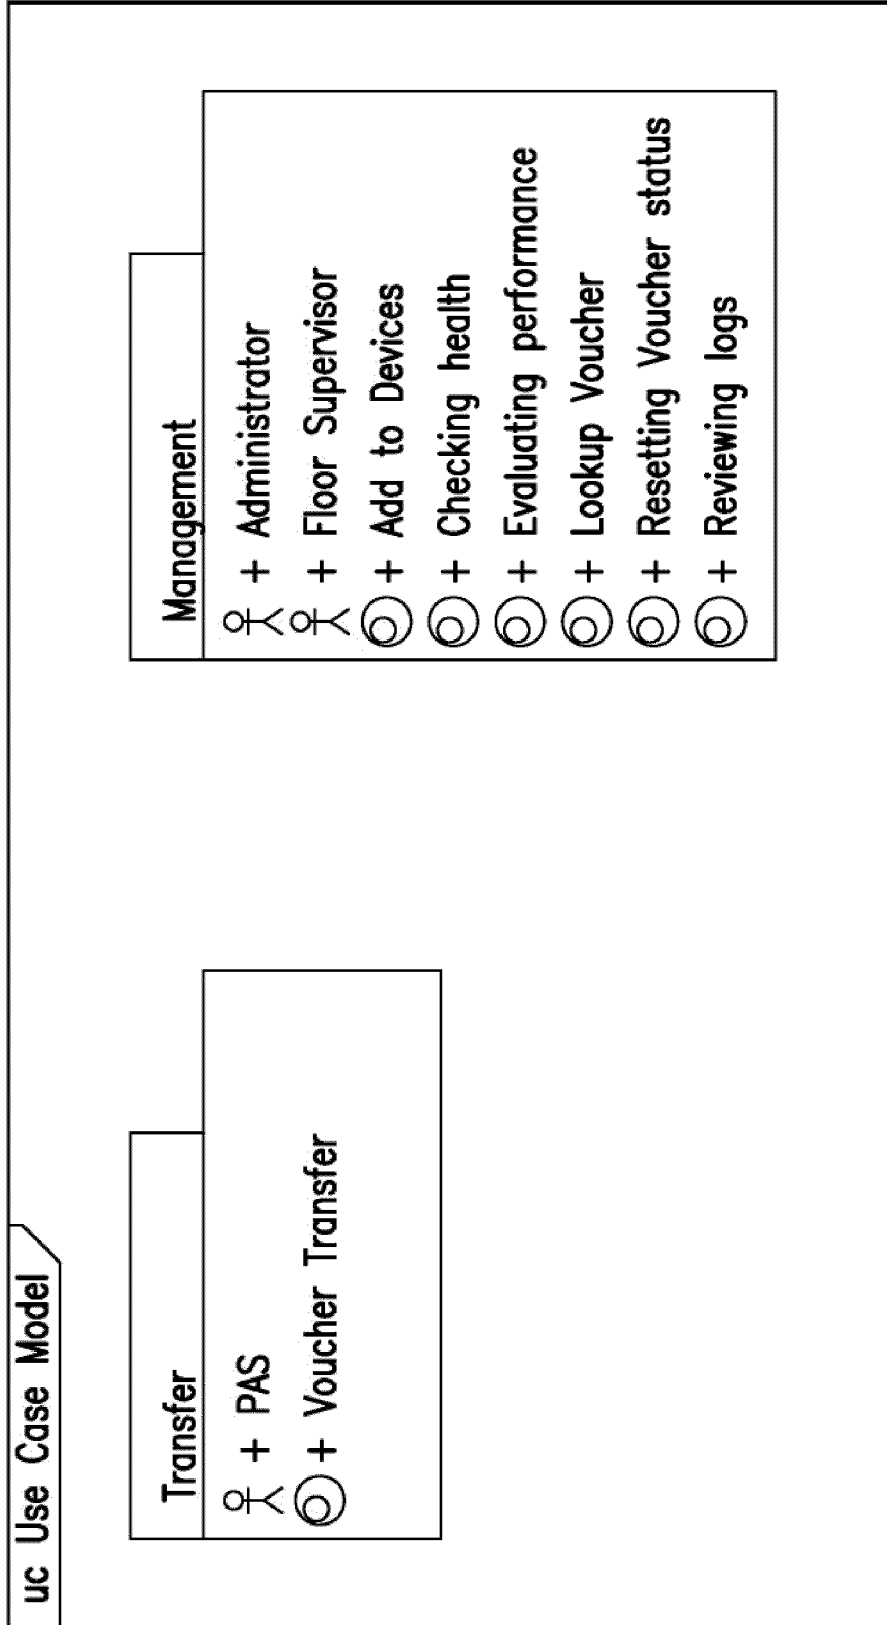 uc Use Case Model
Transfer
+ PAS
+ Voucher Transfer
Management
+ Administrator
+ Floor Supervisor
+ Add to Devices
+ Checking health
+ Evaluating performance
+ Lookup Voucher
+ Resetting Voucher status
+ Reviewing logs